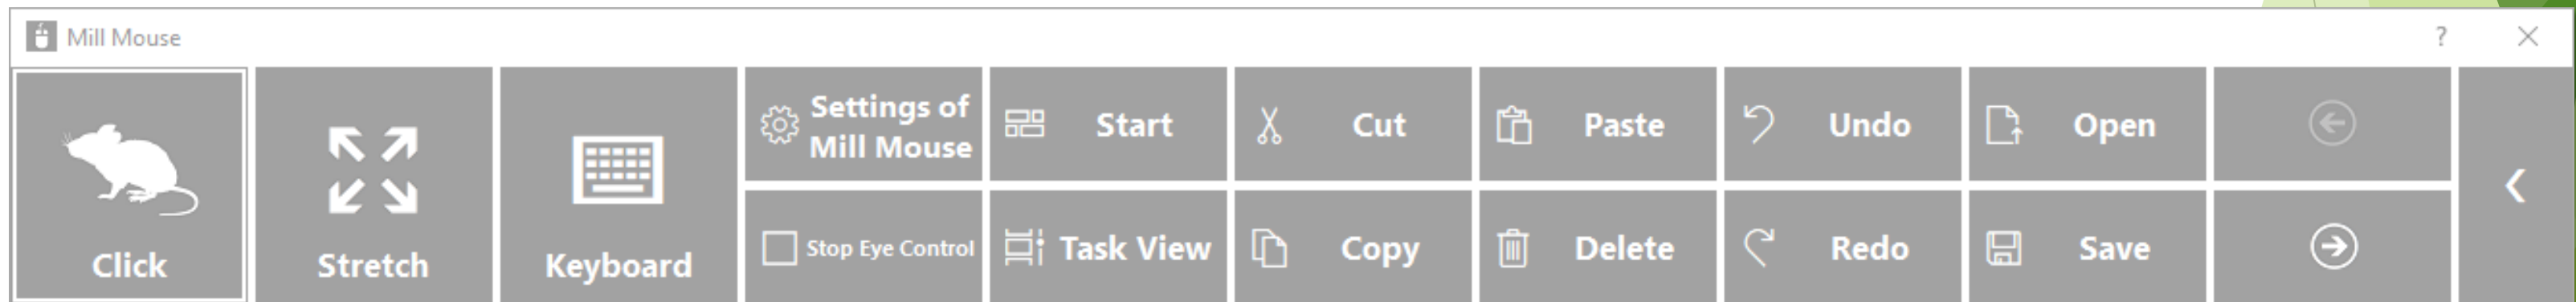 Mill Mouse
?
Click
Stretch
Keyboard
Settings of
Mill Mouse
Start
Cut
Paste
Undo
Open
Stop Eye Control
Task View
Copy
Delete
Redo
Save